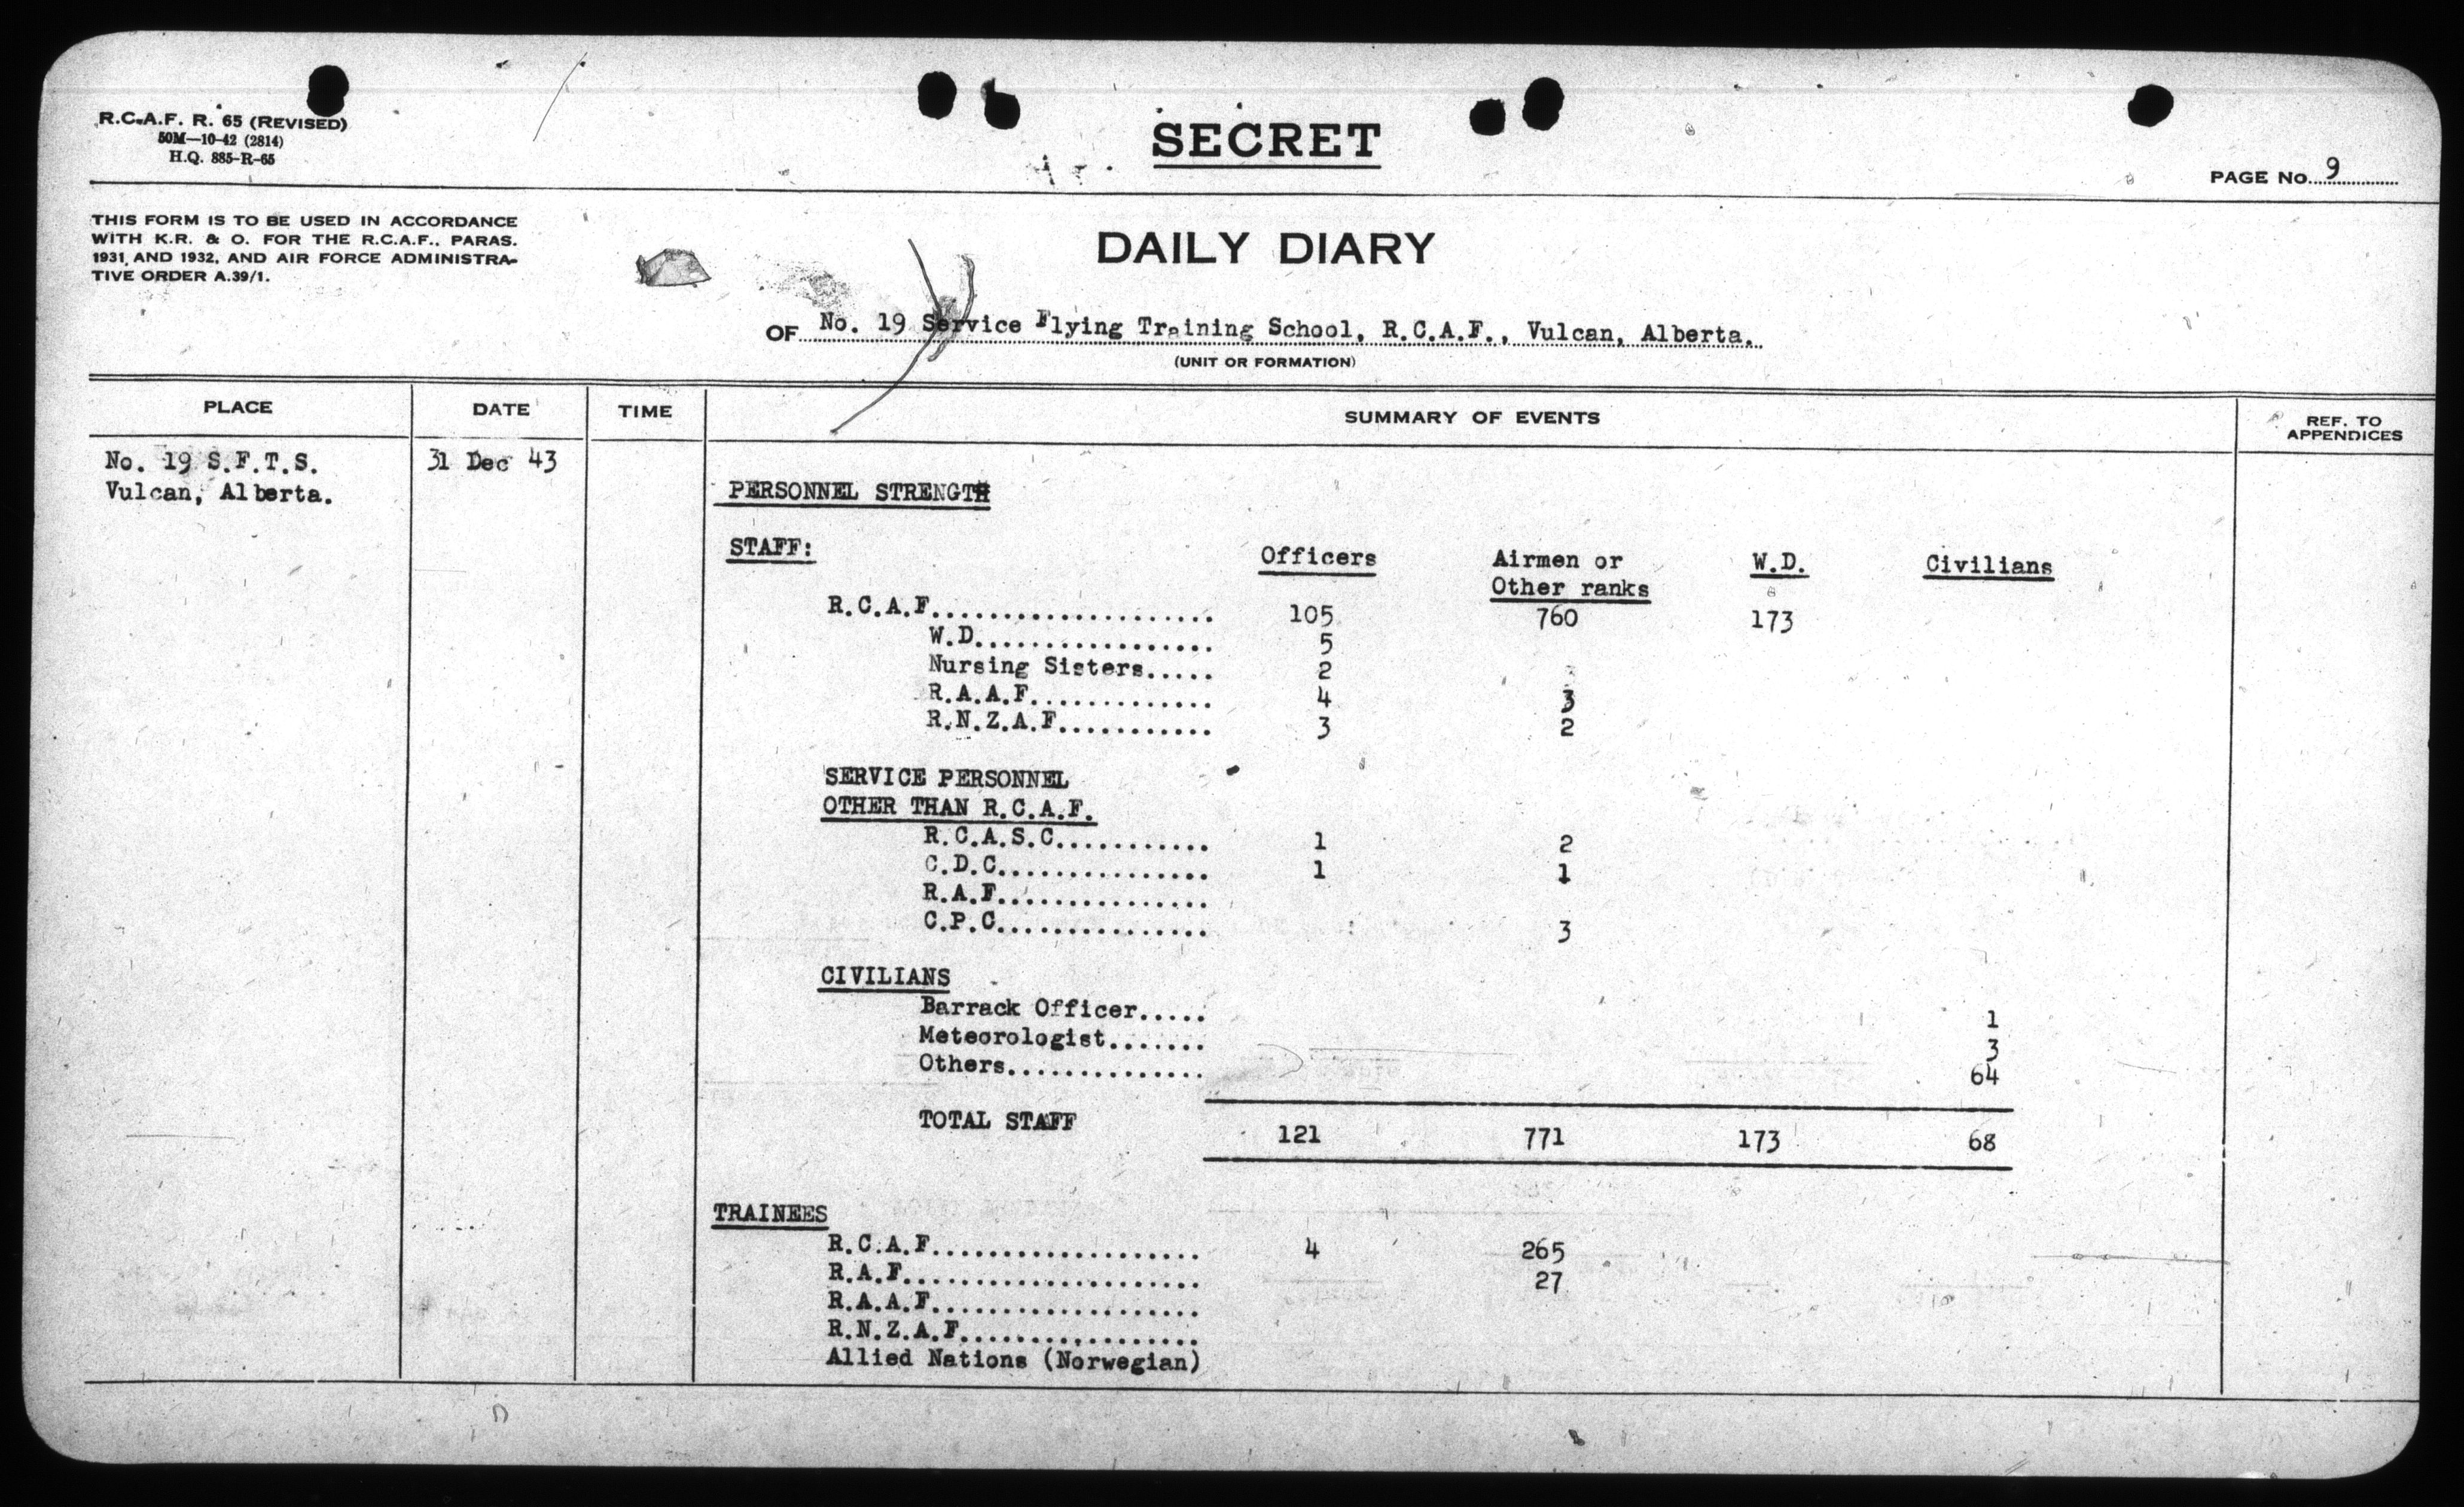 R.C.A.F. R. 65 (REVISED)
50M—10-42 (2814)
H.Q. 885-R-65
SECRET
PAGE No. 9
THIS FORM IS TO BE USED IN ACCORDANCE
WITH K.R. & O. FOR THE R.C.A.F., PARAS.
1931, AND 1932, AND AIR FORCE ADMINISTRA-
TIVE ORDER A.39/1.
DAILY DIARY
OF No. 19 Service Flying Training School, R.C.A.F., Vulcan, Alberta.
(UNIT OR FORMATION)
PLACE DATE TIME SUMMARY OF EVENTS REF. TO
APPENDICES
No. 19 S.F.T.S. 31 Dec 43
Vulcan, Alberta.
PERSONNEL STRENGTH
STAFF: Officers Airmen or W.D. Civilians
Other ranks
R.C.A.F.................... 105 760 173
W.D................. 5
Nursing Sisters..... 2
R.A.A.F............. 4 3
R.N.Z.A.F........... 3 2
SERVICE PERSONNEL
OTHER THAN R.C.A.F.
R.C.A.S.C........... 1 2
C.D.C............... 1 1
R.A.F...............
C.P.C............... 3
CIVILIANS
Barrack Officer..... 1
Meteorologist....... 3
Others.............. 64
TOTAL STAFF 121 771 173 68
TRAINEES
R.C.A.F................... 4 265
R.A.F..................... 27
R.A.A.F...................
R.N.Z.A.F.................
Allied Nations (Norwegian)